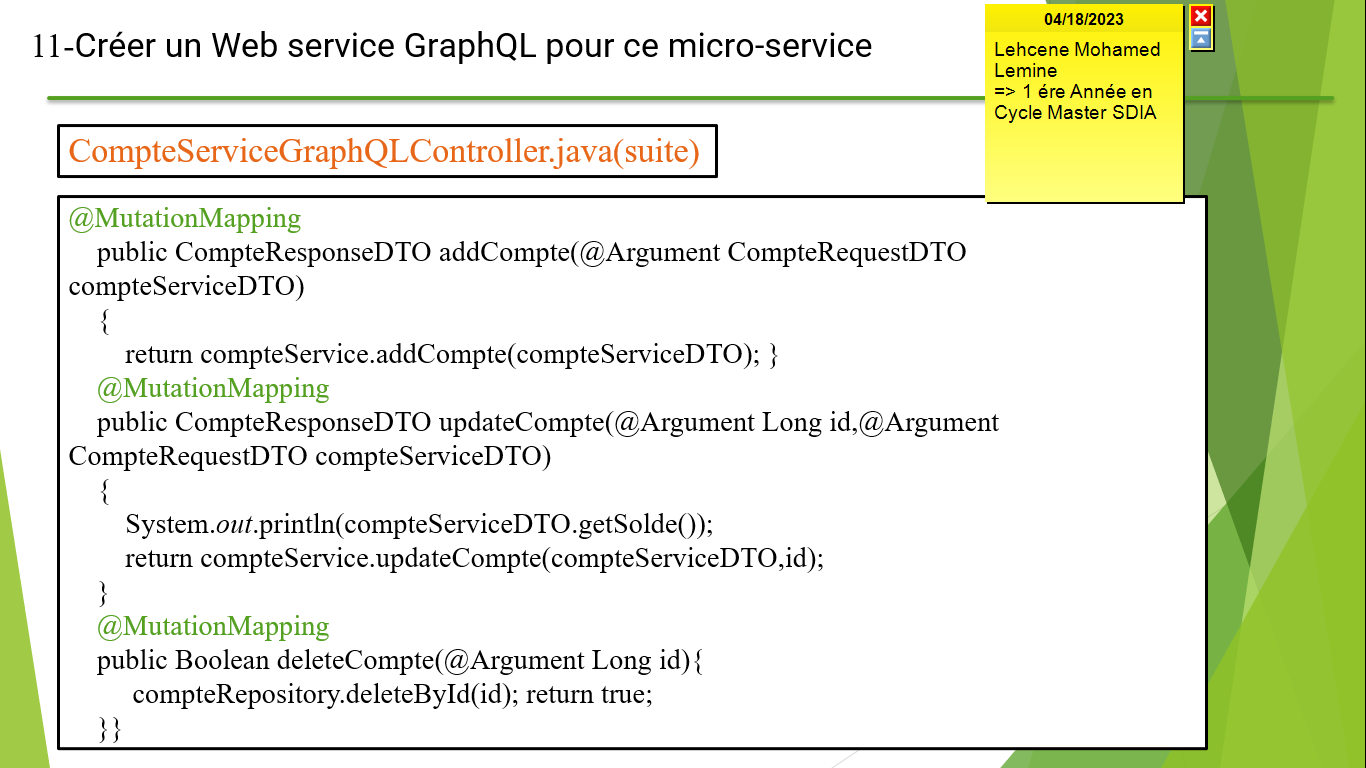 11-Créer un Web service GraphQL pour ce micro-service
04/18/2023
Lehcene Mohamed
Lemine
=> 1 ére Année en
Cycle Master SDIA
CompteServiceGraphQLController.java(suite)
@MutationMapping
public CompteResponseDTO addCompte(@Argument CompteRequestDTO
compteServiceDTO)
{
return compteService.addCompte(compteServiceDTO); }
@MutationMapping
public CompteResponseDTO updateCompte(@Argument Long id,@Argument
CompteRequestDTO compteServiceDTO)
{
System.out.println(compteServiceDTO.getSolde());
return compteService.updateCompte(compteServiceDTO,id);
}
@MutationMapping
public Boolean deleteCompte(@Argument Long id){
compteRepository.deleteById(id); return true;
}}